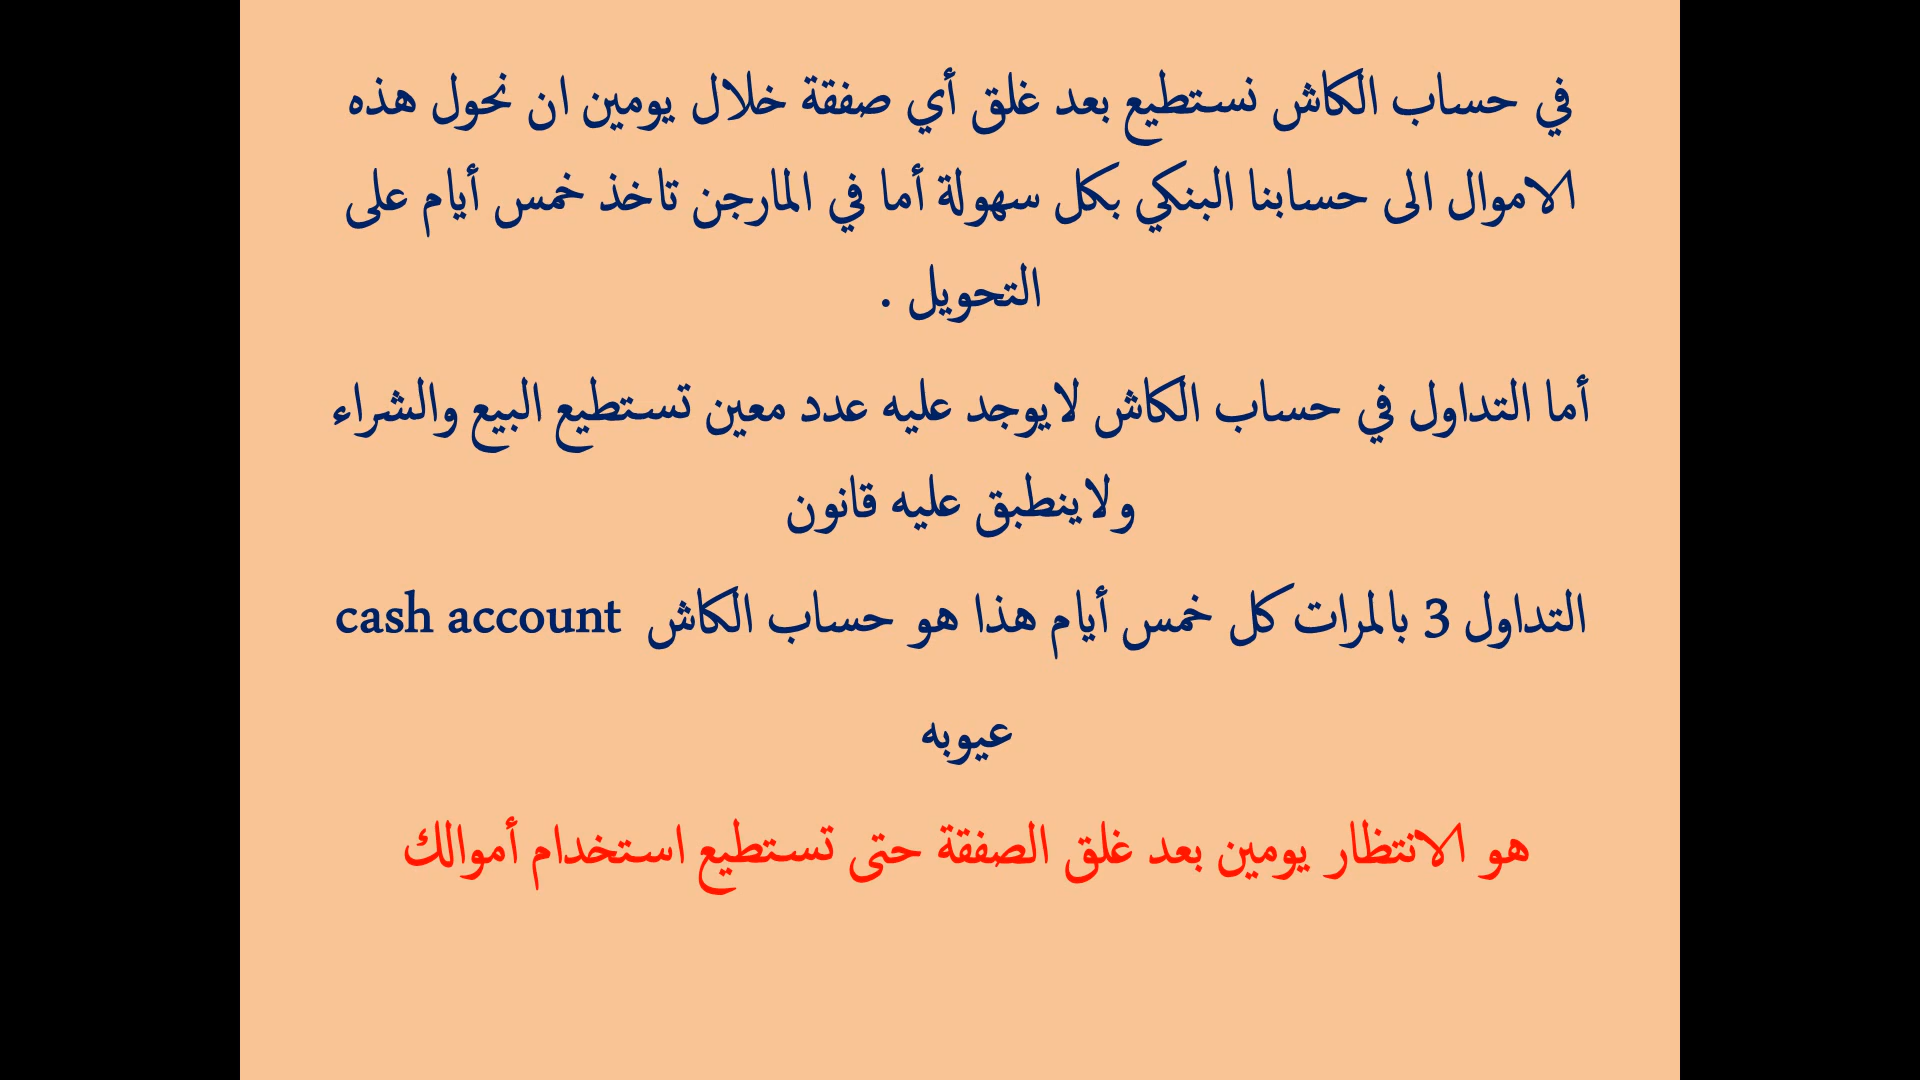 في حساب الكاش نستطيع بعد غلق أي صفقة خلال يومين ان نحول هذه
الاموال الى حسابنا البنكي بكل سهولة أما في المارجن تاخذ خمس أيام على
التحويل .
أما التداول في حساب الكاش لايوجد عليه عدد معين تستطيع البيع والشراء
ولاينطبق عليه قانون
التداول 3 بالمرات كل خمس أيام هذا هو حساب الكاش cash account
عيوبه
هو الانتظار يومين بعد غلق الصفقة حتى تستطيع استخدام أموالك